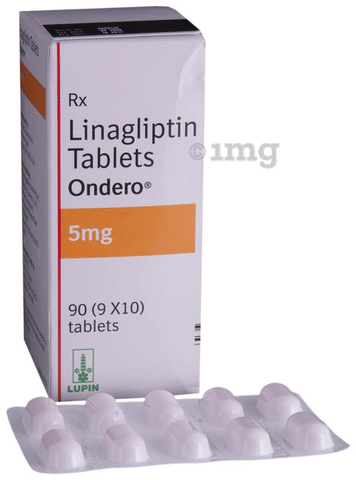 Rx
Linagliptin
Tablets
Ondero®
5mg
90 (9 X10)
tablets
LUPIN
©1mg